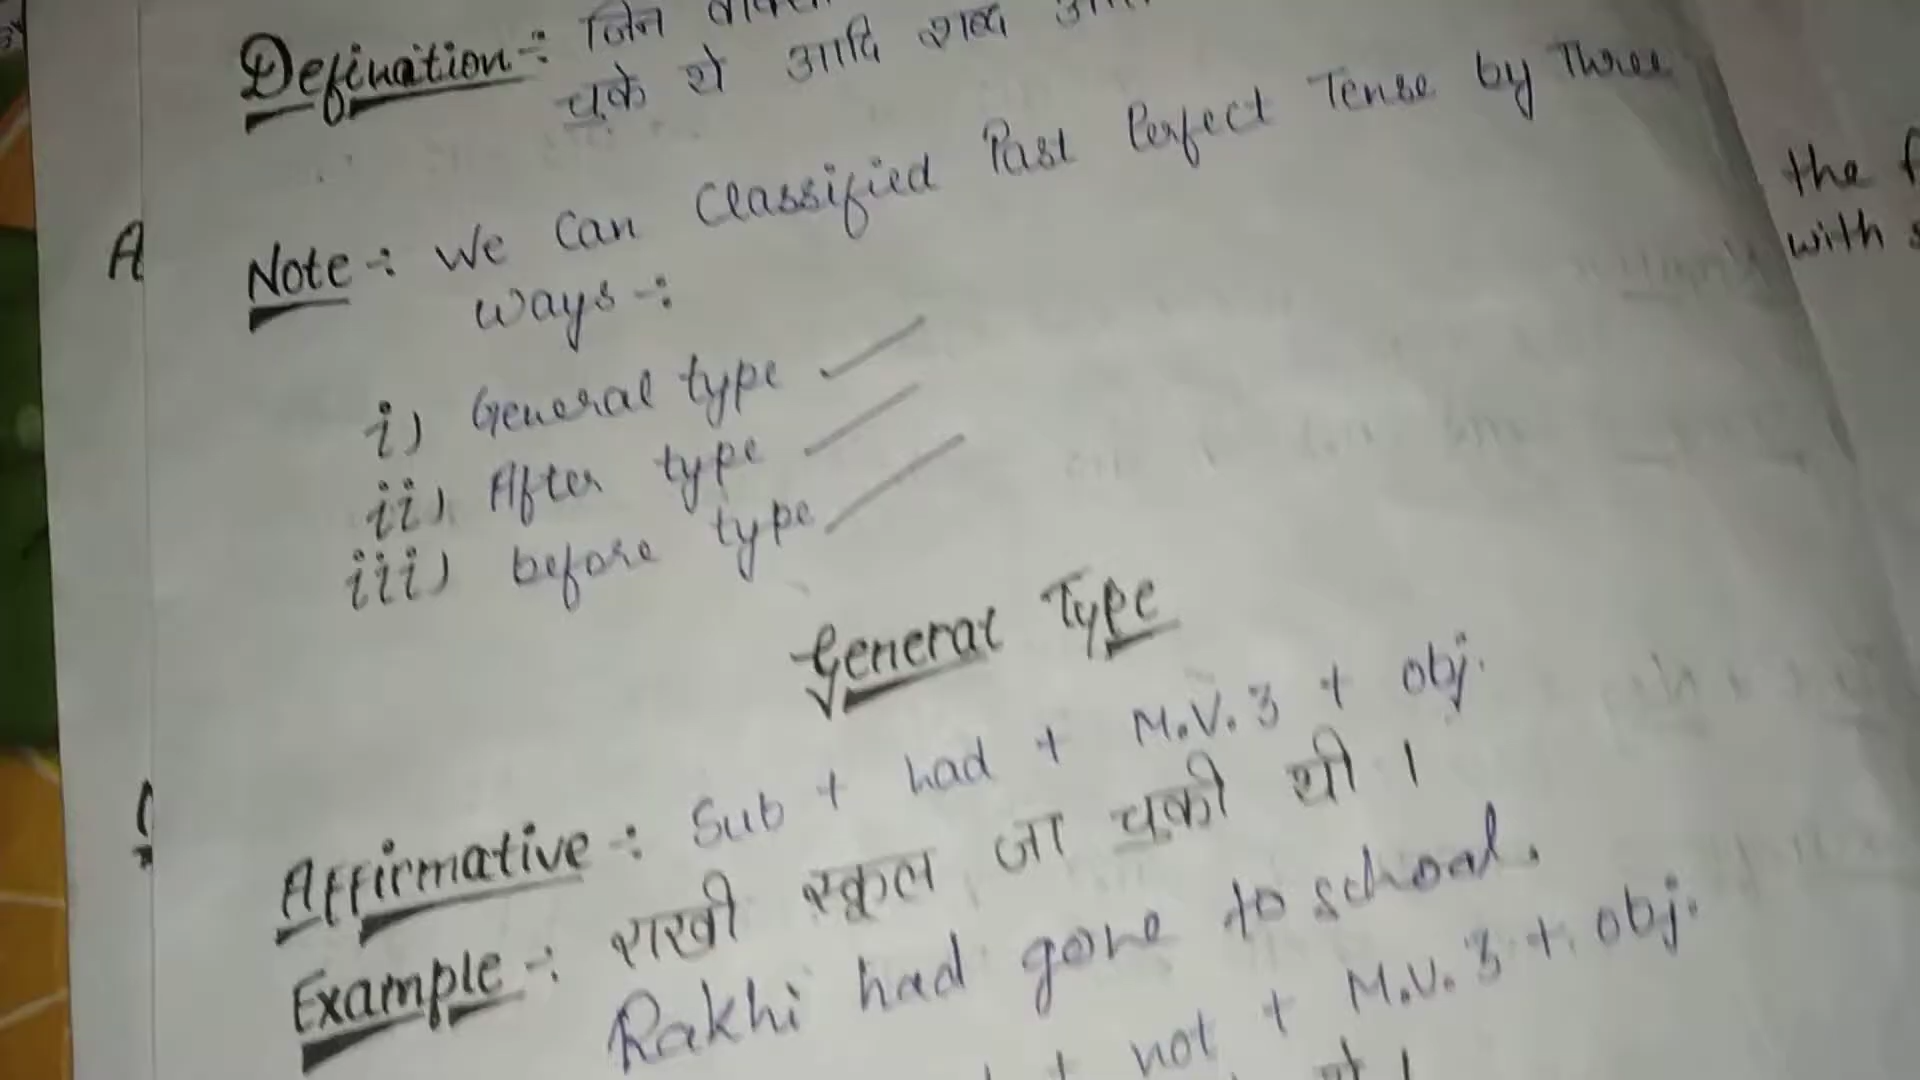 Defination -: जिन
चुके थे आदि शब्द
Note -: We Can Classified Past Perfect Tense by Three
ways -:
i) General type
ii) After type
iii) before type
General Type
Affirmative -: Sub + had + M.V. 3 + obj.
Example -: राखी स्कूल जा चुकी थी ।
Rakhi had gone to school.
not + M.V. 3 + obj.
A
the
with